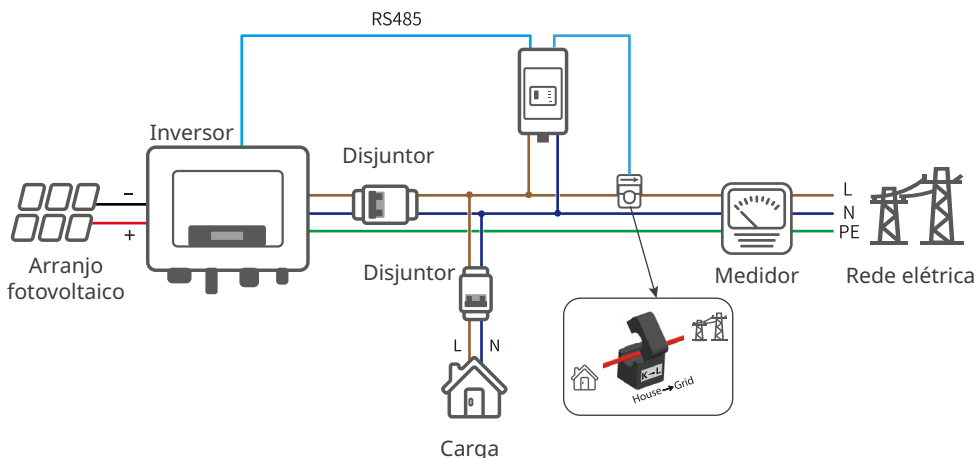 RS485
Inversor
Disjuntor
–
+
L
N
PE
Arranjo
fotovoltaico
Disjuntor
Medidor
Rede elétrica
L
N
K→L
House→Grid
Carga